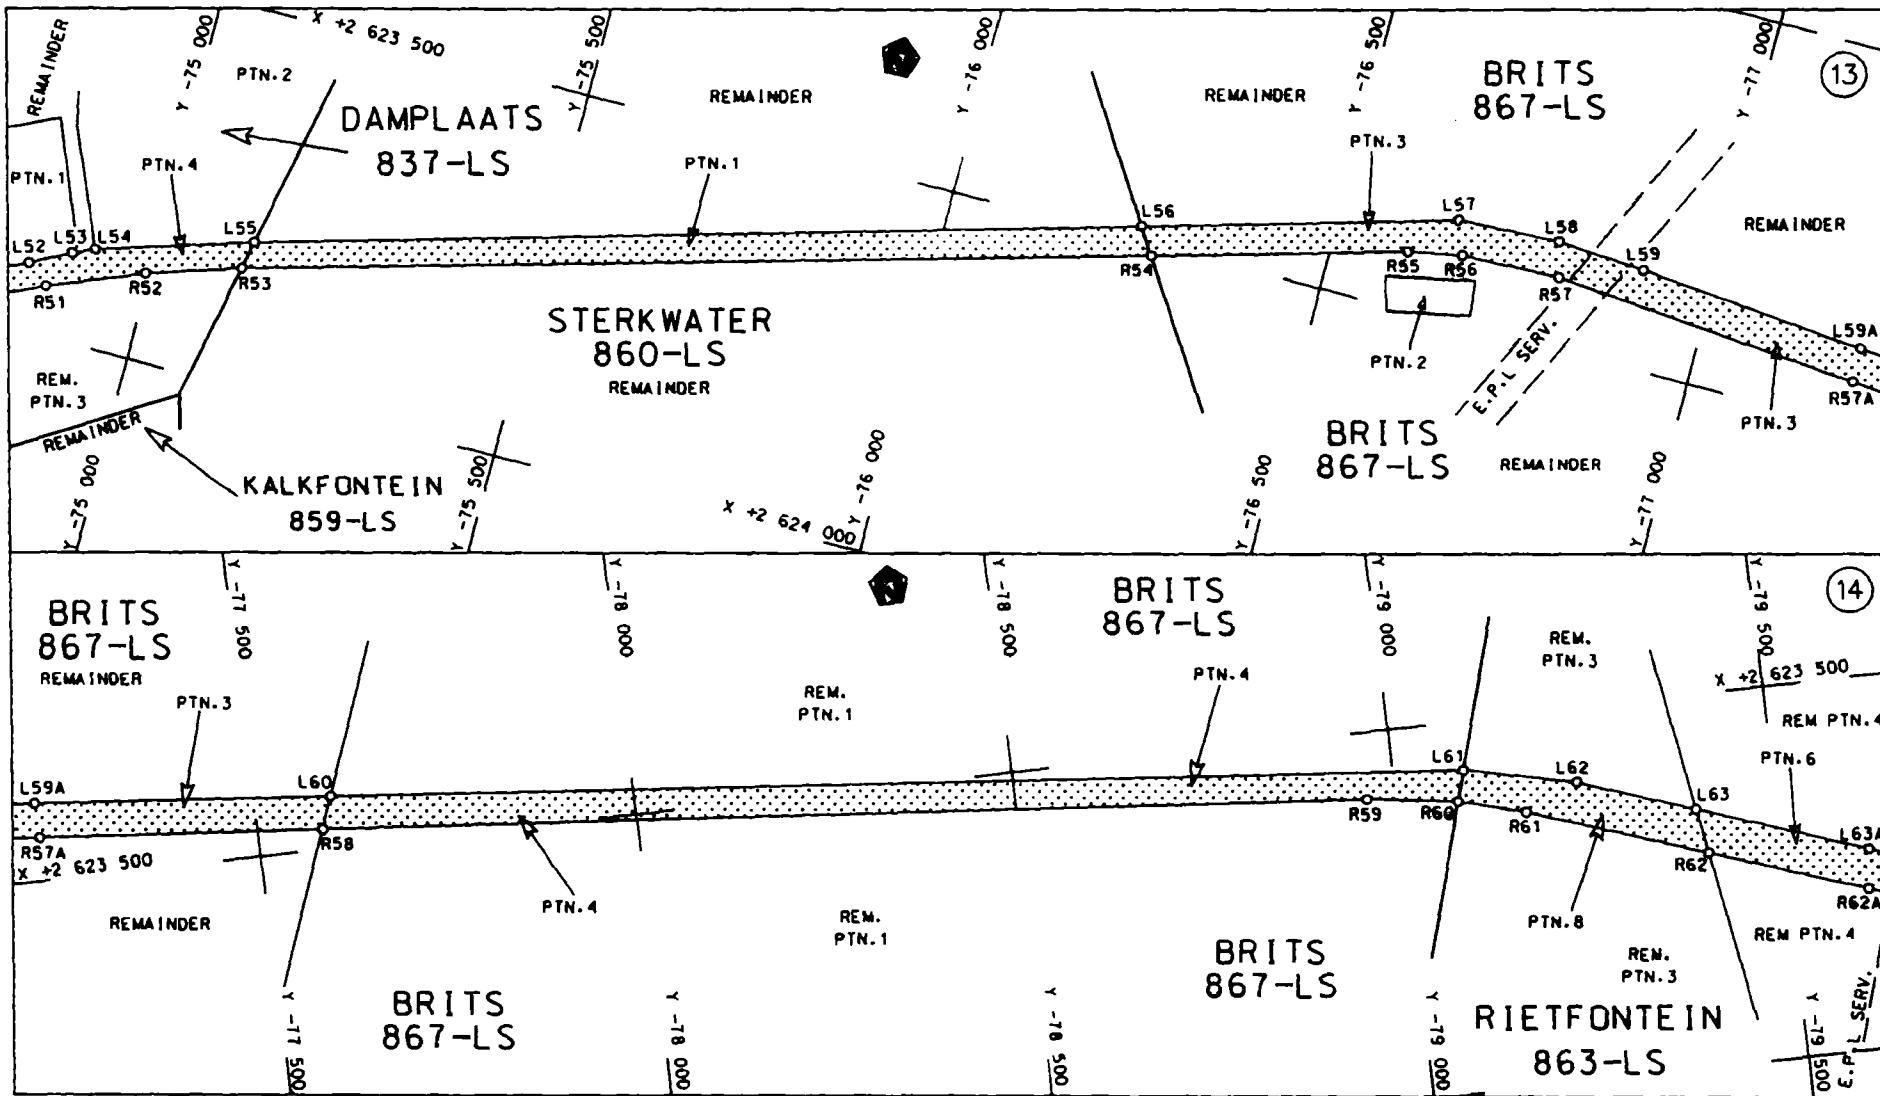 REMAINDER
Y -75 000
X +2 623 500
PTN.2
Y -75 500
REMAINDER
Y -76 000
REMAINDER
Y -76 500
BRITS
867-LS
Y -77 000
13
DAMPLAATS
837-LS
PTN.1
PTN.4
PTN.1
PTN.3
REMAINDER
L52
L53
L54
L55
L56
L57
L58
L59
L59A
R51
R52
R53
R54
R55
R56
R57
R57A
STERKWATER
860-LS
REMAINDER
REM.
PTN.3
REMAINDER
PTN.2
E.P.L SERV.
PTN.3
BRITS
867-LS
REMAINDER
KALKFONTEIN
859-LS
Y -75 000
Y -75 500
X +2 624 000
Y -76 000
Y -76 500
Y -77 000
BRITS
867-LS
REMAINDER
Y -77 500
Y -78 000
N
Y -78 500
BRITS
867-LS
Y -79 000
REM.
PTN.3
Y -79 500
14
X +2 623 500
REM PTN.4
PTN.3
REM.
PTN.1
PTN.4
PTN.6
L59A
L60
L61
L62
L63
L63A
R57A
R58
R59
R60
R61
R62
R62A
X +2 623 500
REMAINDER
PTN.4
REM.
PTN.1
PTN.8
REM.
PTN.3
REM PTN.4
BRITS
867-LS
BRITS
867-LS
RIETFONTEIN
863-LS
E.P.L SERV.
Y -77 500
Y -78 000
Y -78 500
Y -79 000
Y -79 500